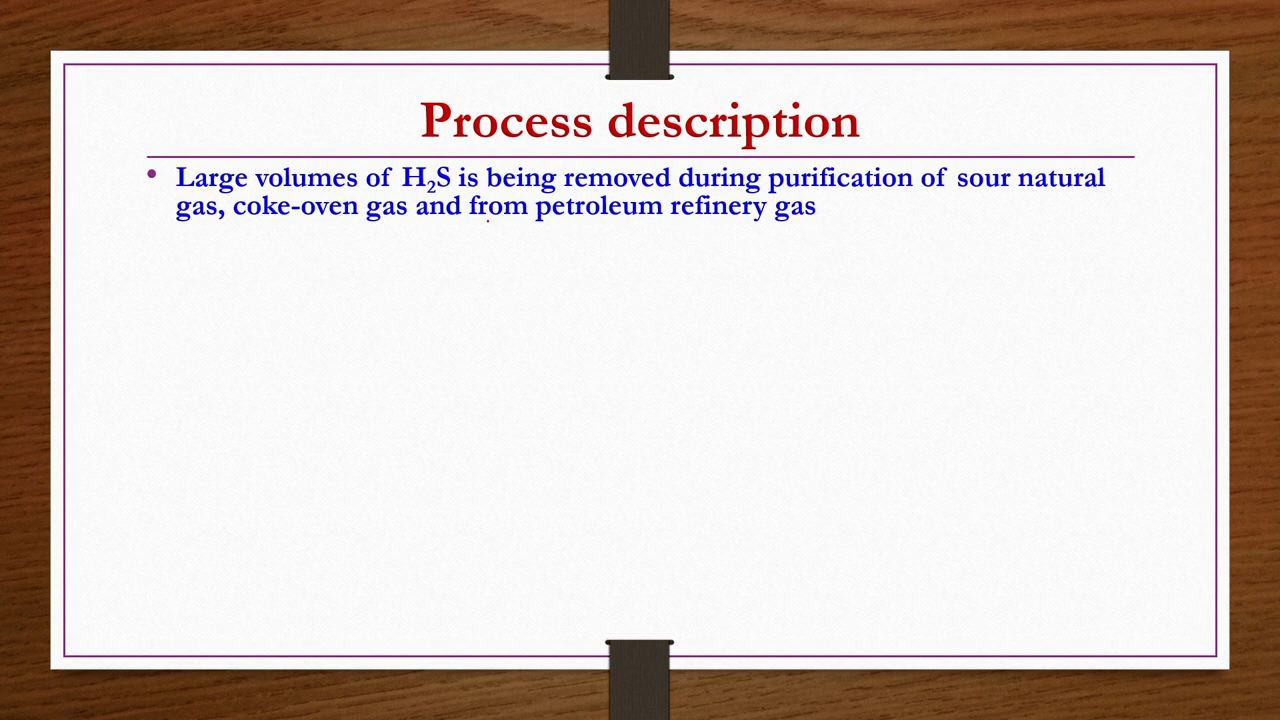 Process description
• Large volumes of H₂S is being removed during purification of sour natural
gas, coke-oven gas and from petroleum refinery gas